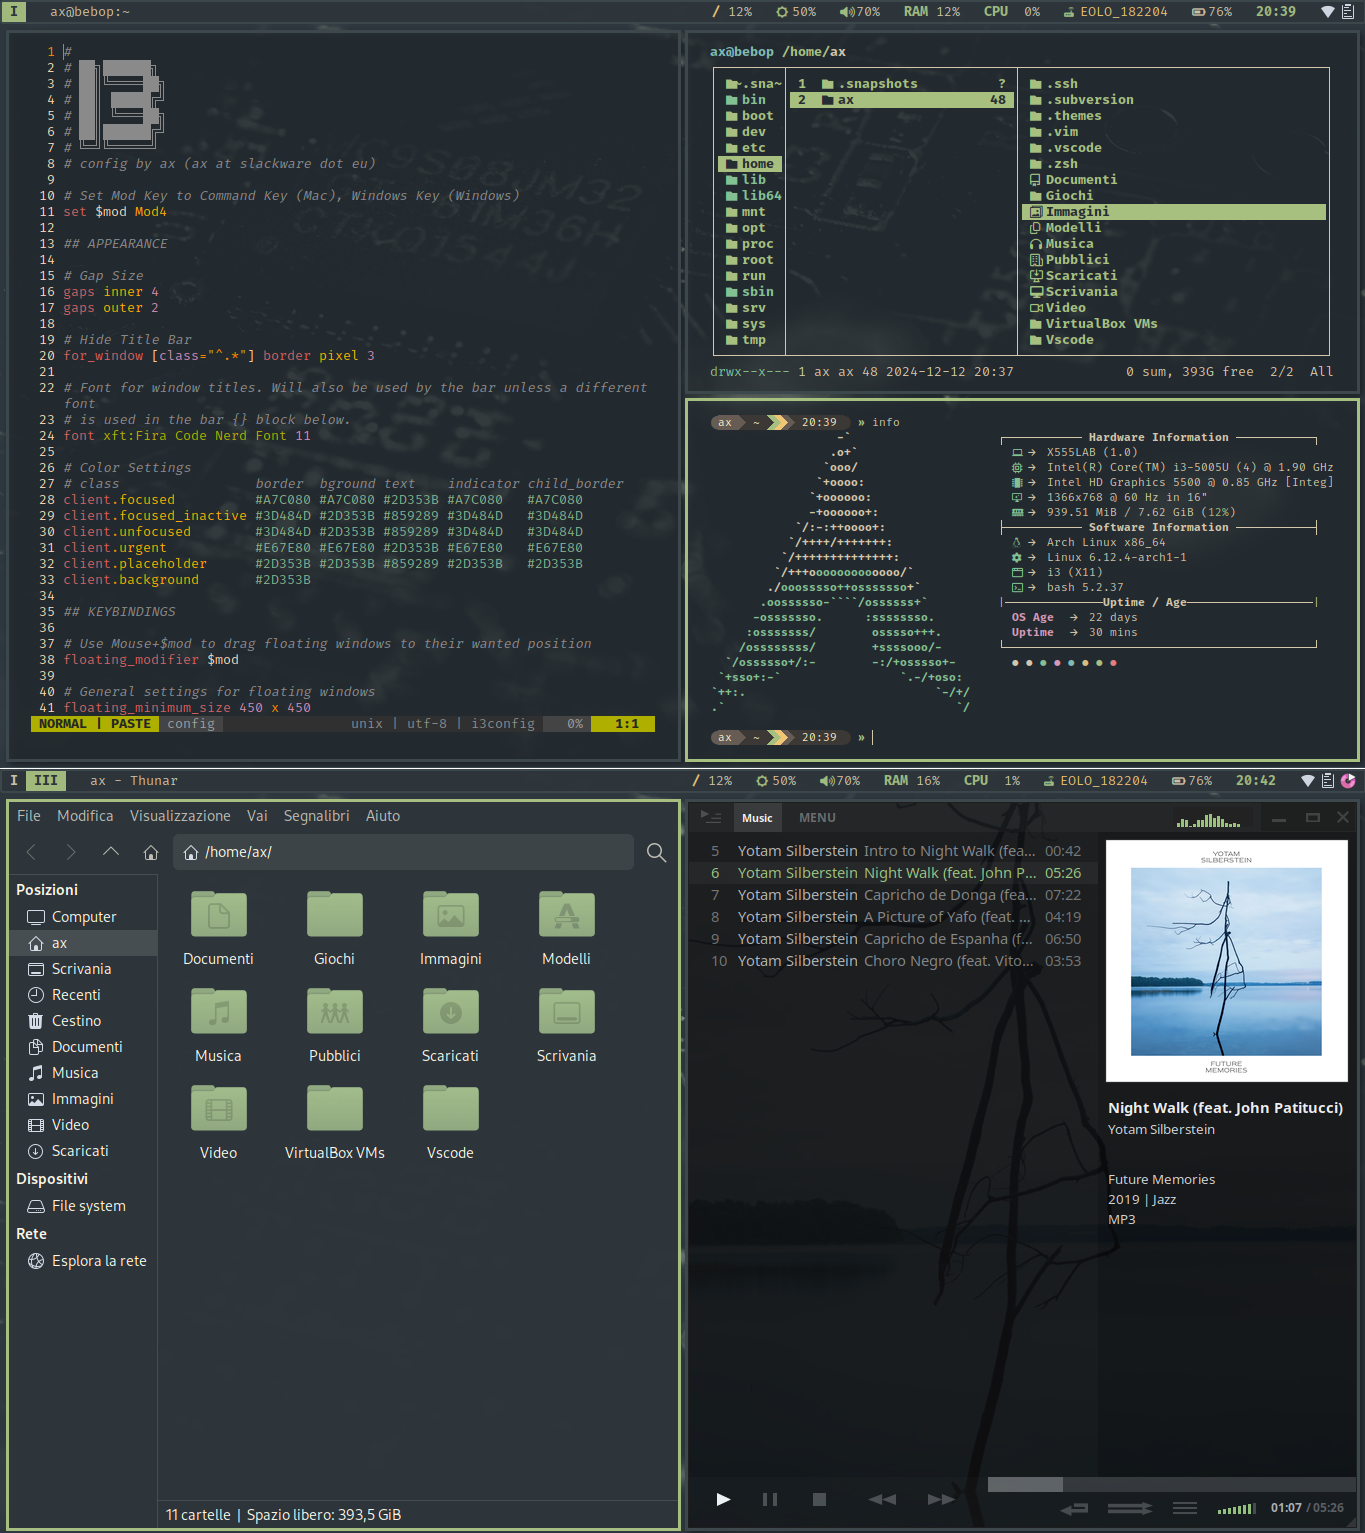 I ax@bebop:~ / 12% 50% 70% RAM 12% CPU 0% EOLO_182204 76% 20:39
1 #
2 #
3 #
4 #
5 #
6 #
7 #
8 # config by ax (ax at slackware dot eu)
9
10 # Set Mod Key to Command Key (Mac), Windows Key (Windows)
11 set $mod Mod4
12
13 ## APPEARANCE
14
15 # Gap Size
16 gaps inner 4
17 gaps outer 2
18
19 # Hide Title Bar
20 for_window [class="^.*"] border pixel 3
21
22 # Font for window titles. Will also be used by the bar unless a different
font
23 # is used in the bar {} block below.
24 font xft:Fira Code Nerd Font 11
25
26 # Color Settings
27 # class border bground text indicator child_border
28 client.focused #A7C080 #A7C080 #2D353B #A7C080 #A7C080
29 client.focused_inactive #3D484D #2D353B #859289 #3D484D #3D484D
30 client.unfocused #3D484D #2D353B #859289 #3D484D #3D484D
31 client.urgent #E67E80 #E67E80 #2D353B #E67E80 #E67E80
32 client.placeholder #2D353B #2D353B #859289 #2D353B #2D353B
33 client.background #2D353B
34
35 ## KEYBINDINGS
36
37 # Use Mouse+$mod to drag floating windows to their wanted position
38 floating_modifier $mod
39
40 # General settings for floating windows
41 floating_minimum_size 450 x 450
NORMAL | PASTE config unix | utf-8 | i3config 0% 1:1
ax@bebop /home/ax
~.sna~
bin
boot
dev
etc
home
lib
lib64
mnt
opt
proc
root
run
sbin
srv
sys
tmp
1 .snapshots ?
2 ax 48
.ssh
.subversion
.themes
.vim
.vscode
.zsh
Documenti
Giochi
Immagini
Modelli
Musica
Pubblici
Scaricati
Scrivania
Video
VirtualBox VMs
Vscode
drwx--x--- 1 ax ax 48 2024-12-12 20:37 0 sum, 393G free 2/2 All
ax ~ 20:39 » info
-`
.o+`
`ooo/
`+oooo:
`+oooooo:
-+oooooo+:
`/:-:++oooo+:
`/++++/+++++++:
`/++++++++++++++:
`/+++ooooooooooooo/`
./ooosssso++osssssso+`
.oossssso-````/ossssss+`
-osssssso. :ssssssso.
:osssssss/ osssso+++.
/ossssssss/ +ssssooo/-
`/ossssso+/:- -:/+osssso+-
`+sso+:-` `.-/+oso:
`++:. `-/+/
.` `/
Hardware Information
→ X555LAB (1.0)
→ Intel(R) Core(TM) i3-5005U (4) @ 1.90 GHz
→ Intel HD Graphics 5500 @ 0.85 GHz [Integ]
→ 1366x768 @ 60 Hz in 16"
→ 939.51 MiB / 7.62 GiB (12%)
Software Information
→ Arch Linux x86_64
→ Linux 6.12.4-arch1-1
→ i3 (X11)
→ bash 5.2.37
Uptime / Age
OS Age → 22 days
Uptime → 30 mins
ax ~ 20:39 »
I III ax - Thunar / 12% 50% 70% RAM 16% CPU 1% EOLO_182204 76% 20:42
File Modifica Visualizzazione Vai Segnalibri Aiuto
/home/ax/
Posizioni
Computer
ax
Scrivania
Recenti
Cestino
Documenti
Musica
Immagini
Video
Scaricati
Dispositivi
File system
Rete
Esplora la rete
Documenti Giochi Immagini Modelli
Musica Pubblici Scaricati Scrivania
Video VirtualBox VMs Vscode
11 cartelle | Spazio libero: 393,5 GiB
Music MENU
5 Yotam Silberstein Intro to Night Walk (fea... 00:42
6 Yotam Silberstein Night Walk (feat. John P... 05:26
7 Yotam Silberstein Capricho de Donga (fea... 07:22
8 Yotam Silberstein A Picture of Yafo (feat. ... 04:19
9 Yotam Silberstein Capricho de Espanha (f... 06:50
10 Yotam Silberstein Choro Negro (feat. Vito... 03:53
YOTAM
SILBERSTEIN
FUTURE
MEMORIES
Night Walk (feat. John Patitucci)
Yotam Silberstein
Future Memories
2019 | Jazz
MP3
01:07 / 05:26